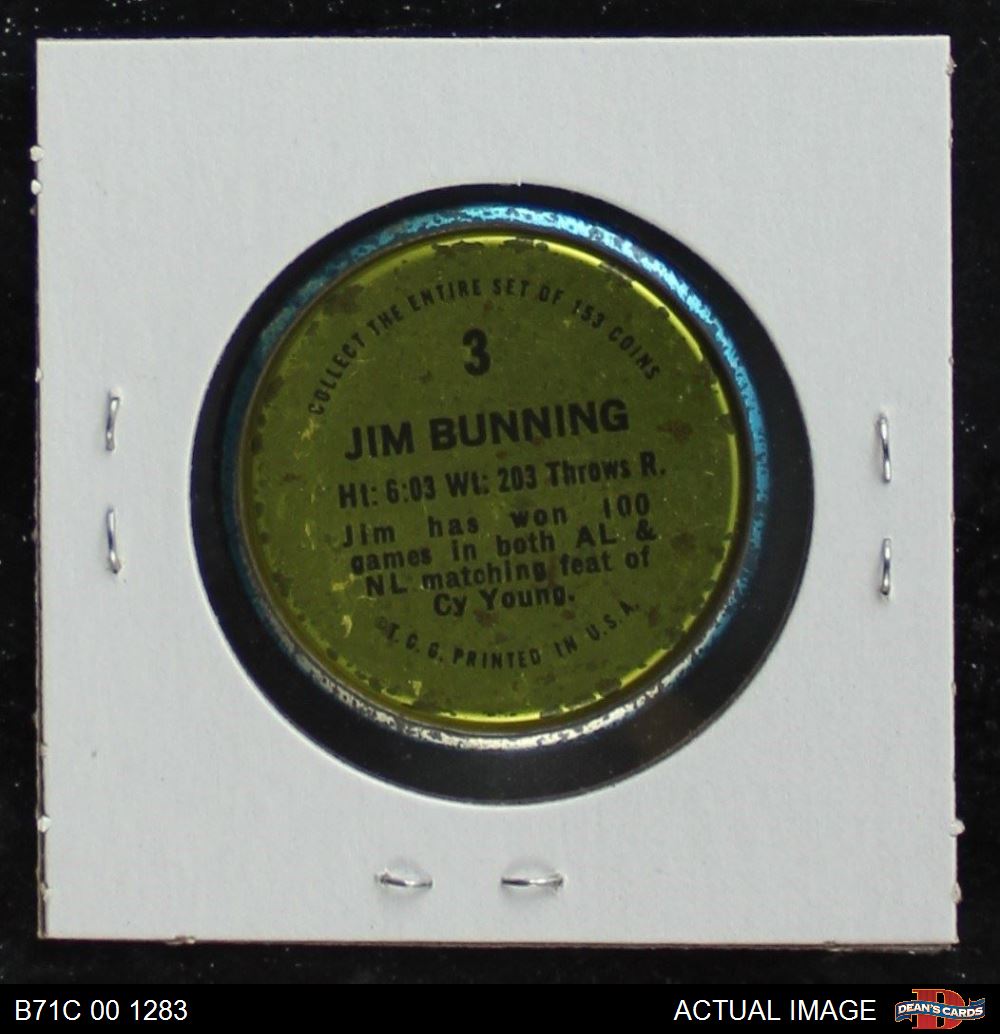 COLLECT THE ENTIRE SET OF 153 COINS
3
JIM BUNNING
Ht: 6:03 Wt: 203 Throws R.
Jim has won 100
games in both AL &
NL matching feat of
Cy Young.
©T.C.G. PRINTED IN U.S.A.
B71C 00 1283
ACTUAL IMAGE
DEAN'S CARDS